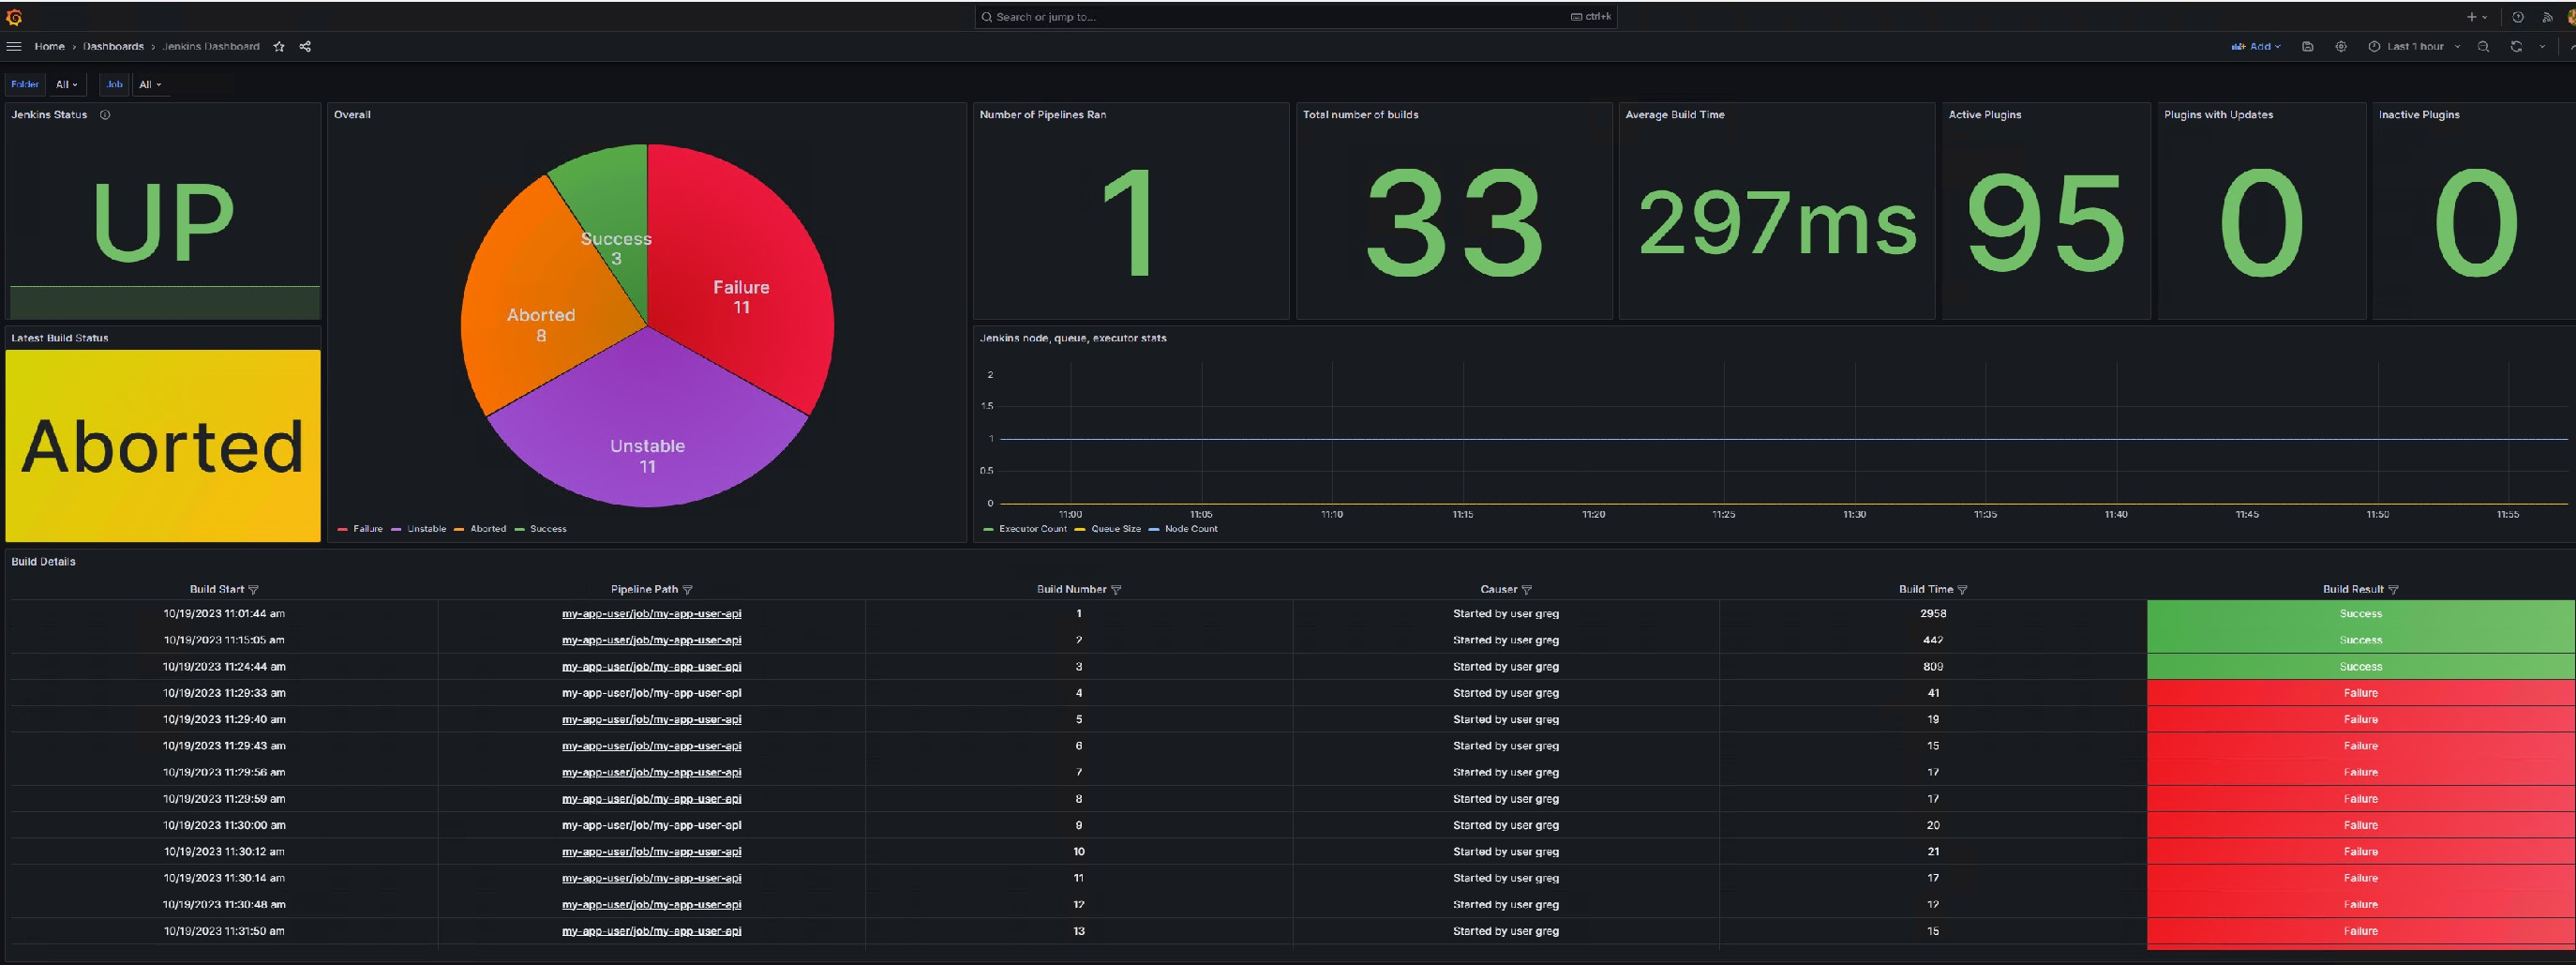 Search or jump to... ctrl+k
Home › Dashboards › Jenkins Dashboard
Add Last 1 hour
Folder All Job All
Jenkins Status
UP
Latest Build Status
Aborted
Overall
Success
3
Failure
11
Aborted
8
Unstable
11
Failure Unstable Aborted Success
Number of Pipelines Ran
1
Total number of builds
33
Average Build Time
297ms
Active Plugins
95
Plugins with Updates
0
Inactive Plugins
0
Jenkins node, queue, executor stats
2
1.5
1
0.5
0
11:00 11:05 11:10 11:15 11:20 11:25 11:30 11:35 11:40 11:45 11:50 11:55
Executor Count Queue Size Node Count
Build Details
Build Start Pipeline Path Build Number Causer Build Time Build Result
10/19/2023 11:01:44 am my-app-user/job/my-app-user-api 1 Started by user greg 2958 Success
10/19/2023 11:15:05 am my-app-user/job/my-app-user-api 2 Started by user greg 442 Success
10/19/2023 11:24:44 am my-app-user/job/my-app-user-api 3 Started by user greg 809 Success
10/19/2023 11:29:33 am my-app-user/job/my-app-user-api 4 Started by user greg 41 Failure
10/19/2023 11:29:40 am my-app-user/job/my-app-user-api 5 Started by user greg 19 Failure
10/19/2023 11:29:43 am my-app-user/job/my-app-user-api 6 Started by user greg 15 Failure
10/19/2023 11:29:56 am my-app-user/job/my-app-user-api 7 Started by user greg 17 Failure
10/19/2023 11:29:59 am my-app-user/job/my-app-user-api 8 Started by user greg 17 Failure
10/19/2023 11:30:00 am my-app-user/job/my-app-user-api 9 Started by user greg 20 Failure
10/19/2023 11:30:12 am my-app-user/job/my-app-user-api 10 Started by user greg 21 Failure
10/19/2023 11:30:14 am my-app-user/job/my-app-user-api 11 Started by user greg 17 Failure
10/19/2023 11:30:48 am my-app-user/job/my-app-user-api 12 Started by user greg 12 Failure
10/19/2023 11:31:50 am my-app-user/job/my-app-user-api 13 Started by user greg 15 Failure